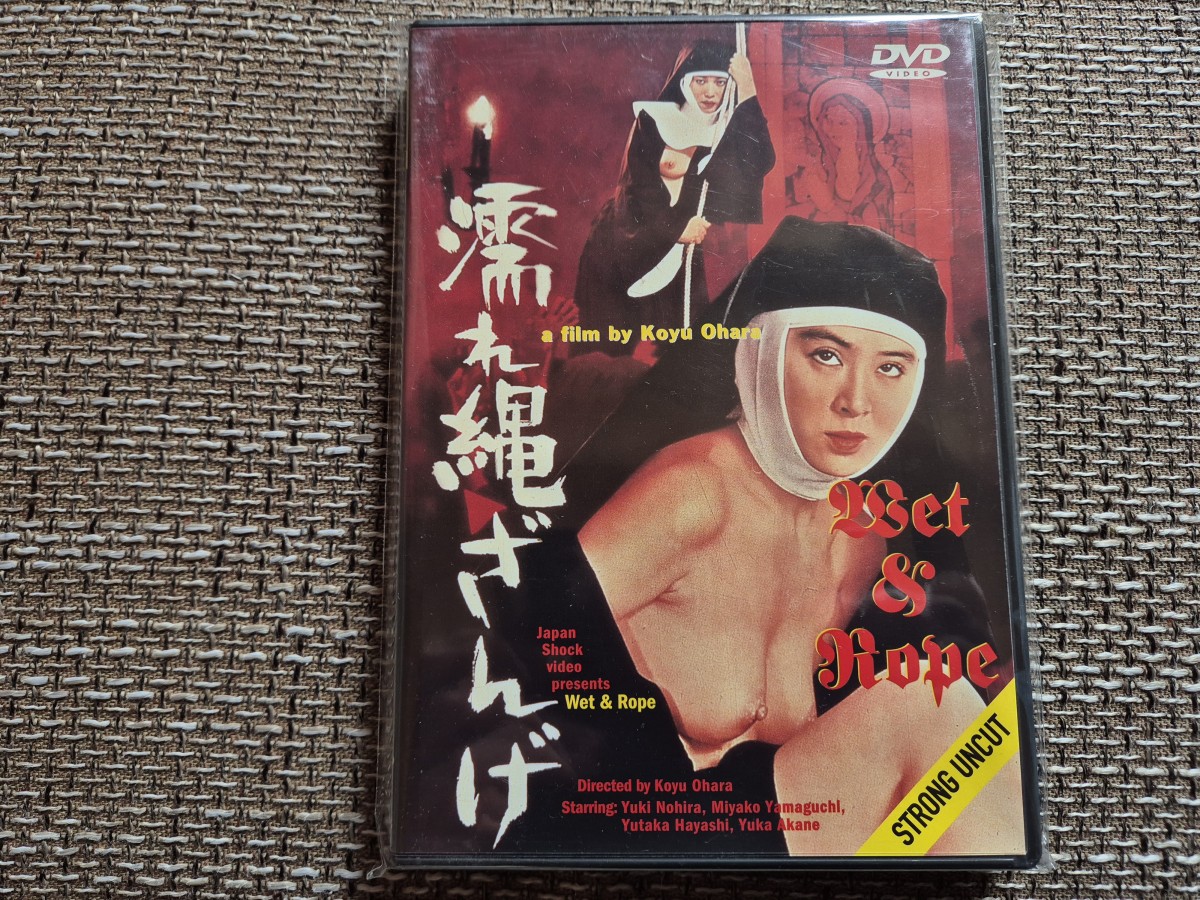 DVD
VIDEO
濡れ縄ざんげ
a film by Koyu Ohara
Wet
&
Rope
Japan
Shock
video
presents
Wet & Rope
STRONG UNCUT
Directed by Koyu Ohara
Starring: Yuki Nohira, Miyako Yamaguchi,
Yutaka Hayashi, Yuka Akane